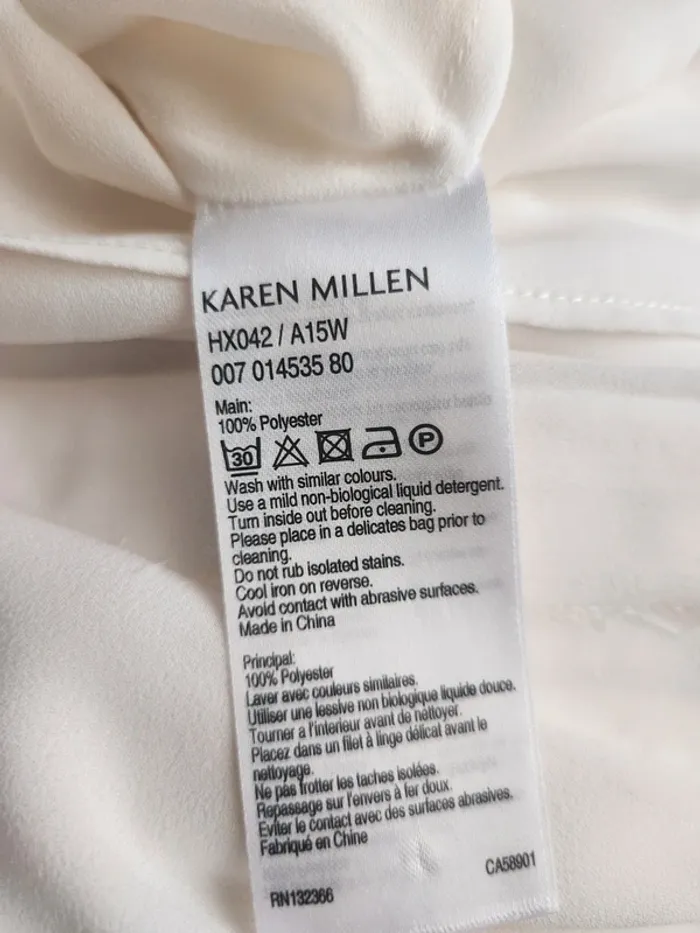 KAREN MILLEN
HX042 / A15W
007 014535 80
Main:
100% Polyester
30 P
Wash with similar colours.
Use a mild non-biological liquid detergent.
Turn inside out before cleaning.
Please place in a delicates bag prior to
cleaning.
Do not rub isolated stains.
Cool iron on reverse.
Avoid contact with abrasive surfaces.
Made in China
Principal:
100% Polyester
Laver avec couleurs similaires.
Utiliser une lessive non biologique liquide douce.
Tourner a l'interieur avant de nettoyer.
Placez dans un filet à linge délicat avant le
nettoyage.
Ne pas frotter les taches isolées.
Repassage sur l'envers à fer doux.
Eviter le contact avec des surfaces abrasives.
Fabriqué en Chine
CA58901
RN132366